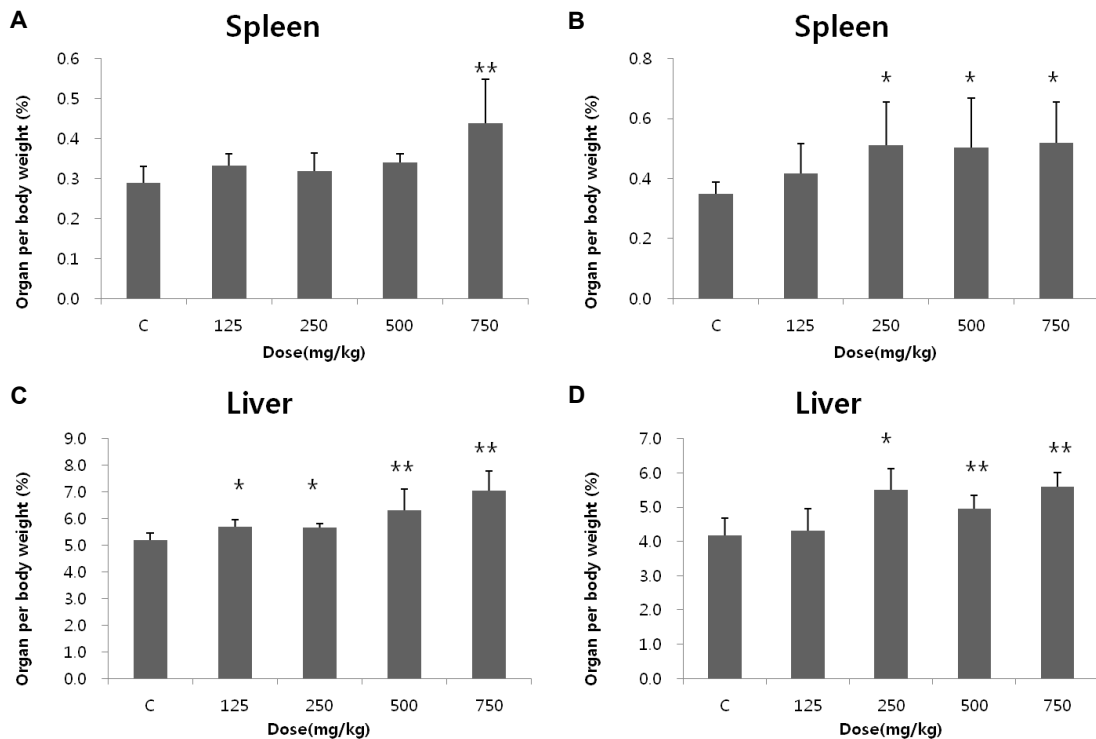 A
Spleen
Organ per body weight (%)
0.6
0.5
0.4
0.3
0.2
0.1
0.0
**
C 125 250 500 750
Dose(mg/kg)
B
Spleen
Organ per body weight (%)
0.8
0.6
0.4
0.2
0.0
* * *
C 125 250 500 750
Dose(mg/kg)
C
Liver
Organ per body weight (%)
9.0
8.0
7.0
6.0
5.0
4.0
3.0
2.0
1.0
0.0
* * ** **
C 125 250 500 750
Dose(mg/kg)
D
Liver
Organ per body weight (%)
7.0
6.0
5.0
4.0
3.0
2.0
1.0
0.0
* ** **
C 125 250 500 750
Dose(mg/kg)